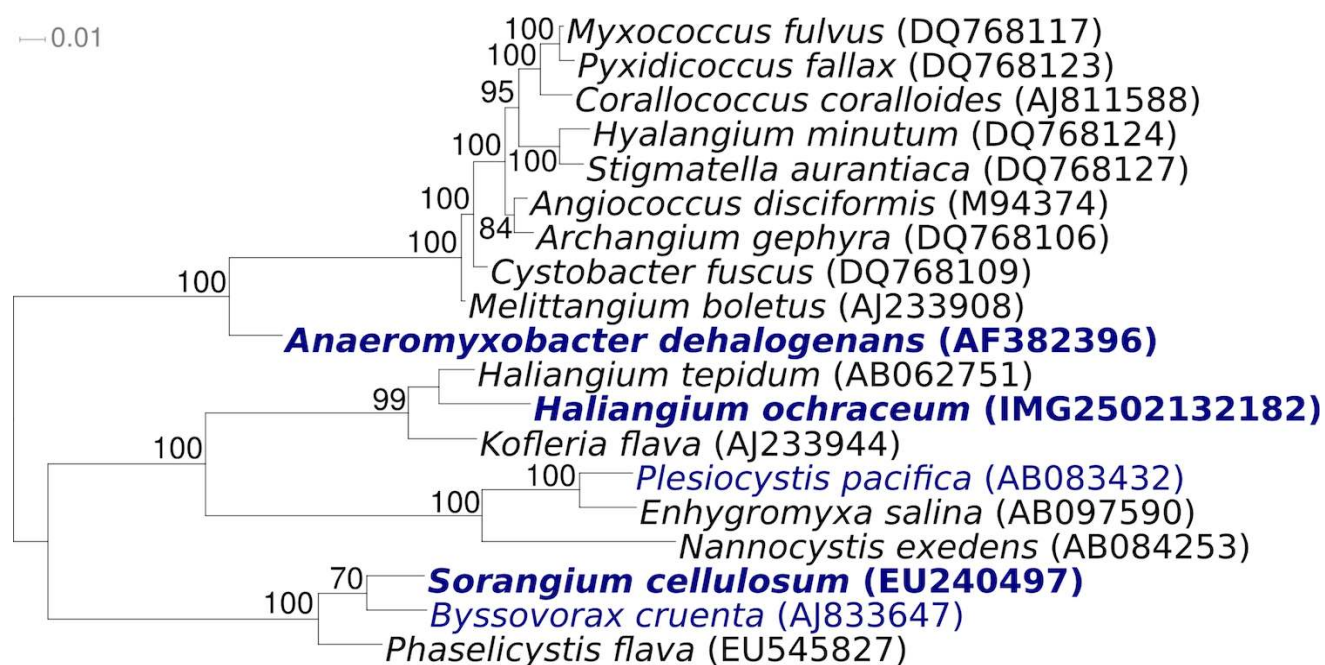 0.01
100 Myxococcus fulvus (DQ768117)
100 Pyxidicoccus fallax (DQ768123)
95 Corallococcus coralloides (AJ811588)
Hyalangium minutum (DQ768124)
100 100 Stigmatella aurantiaca (DQ768127)
100 Angiococcus disciformis (M94374)
100 84 Archangium gephyra (DQ768106)
100 Cystobacter fuscus (DQ768109)
Melittangium boletus (AJ233908)
Anaeromyxobacter dehalogenans (AF382396)
Haliangium tepidum (AB062751)
99 Haliangium ochraceum (IMG2502132182)
100 Kofleria flava (AJ233944)
100 Plesiocystis pacifica (AB083432)
100 Enhygromyxa salina (AB097590)
Nannocystis exedens (AB084253)
70 Sorangium cellulosum (EU240497)
100 Byssovorax cruenta (AJ833647)
Phaselicystis flava (EU545827)